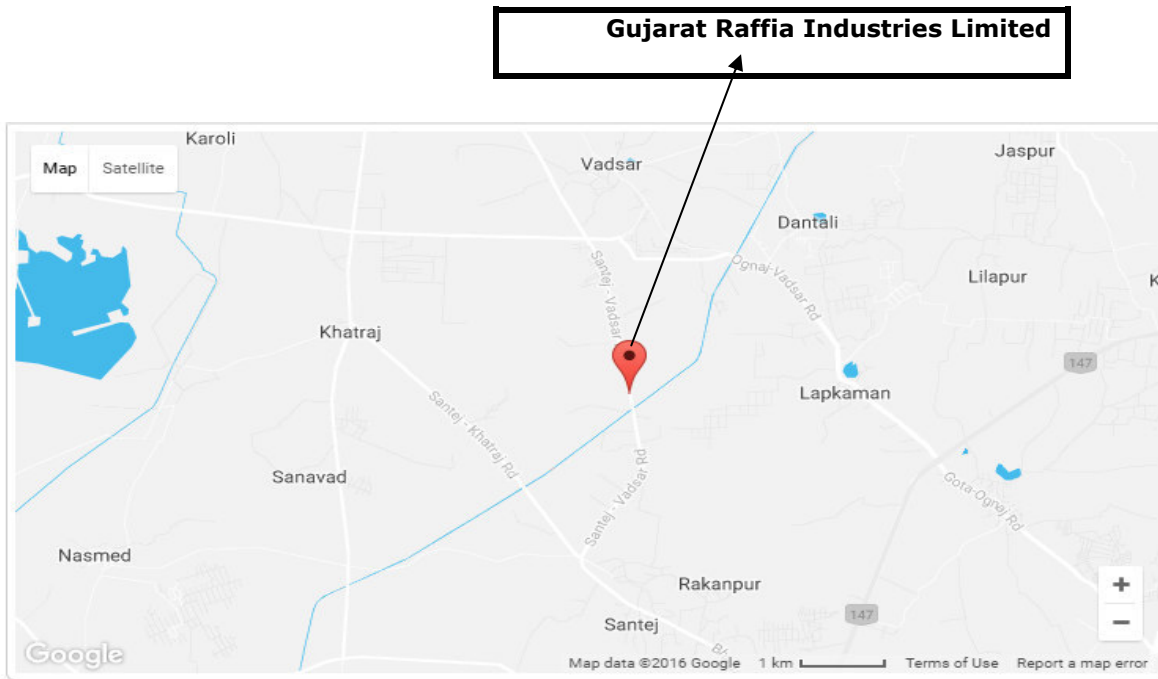 Gujarat Raffia Industries Limited
Karoli
Map Satellite
Vadsar
Jaspur
Dantali
Lilapur
Santej - Vadsar
Ognaj-Vadsar Rd
K
Khatraj
147
Lapkaman
Santej - Khatraj Rd
Santej - Vadsar Rd
Sanavad
Gota-Ognaj Rd
Nasmed
Rakanpur
+
147
−
Santej
Google
Map data ©2016 Google 1 km Terms of Use Report a map error